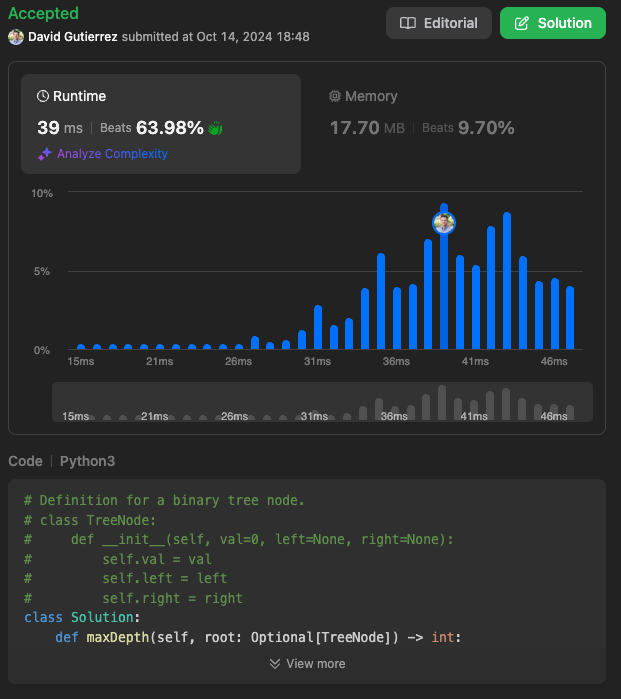 Accepted
Editorial
Solution
David Gutierrez submitted at Oct 14, 2024 18:48
Runtime
39 ms | Beats 63.98%
Analyze Complexity
Memory
17.70 MB | Beats 9.70%
10%
5%
0%
15ms 21ms 26ms 31ms 36ms 41ms 46ms
15ms 21ms 26ms 31ms 36ms 41ms 46ms
Code | Python3
# Definition for a binary tree node.
# class TreeNode:
#     def __init__(self, val=0, left=None, right=None):
#         self.val = val
#         self.left = left
#         self.right = right
class Solution:
    def maxDepth(self, root: Optional[TreeNode]) -> int:
View more